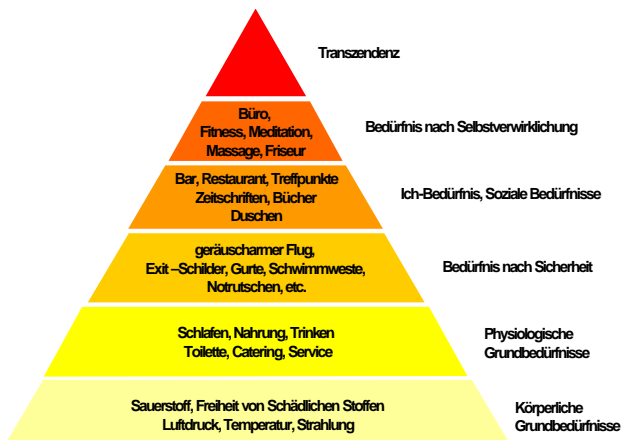 Transzendenz
Büro,
Fitness, Meditation,
Massage, Friseur
Bedürfnis nach Selbstverwirklichung
Bar, Restaurant, Treffpunkte
Zeitschriften, Bücher
Duschen
Ich-Bedürfnis, Soziale Bedürfnisse
geräuscharmer Flug,
Exit –Schilder, Gurte, Schwimmweste,
Notrutschen, etc.
Bedürfnis nach Sicherheit
Schlafen, Nahrung, Trinken
Toilette, Catering, Service
Physiologische
Grundbedürfnisse
Sauerstoff, Freiheit von Schädlichen Stoffen
Luftdruck, Temperatur, Strahlung
Körperliche
Grundbedürfnisse